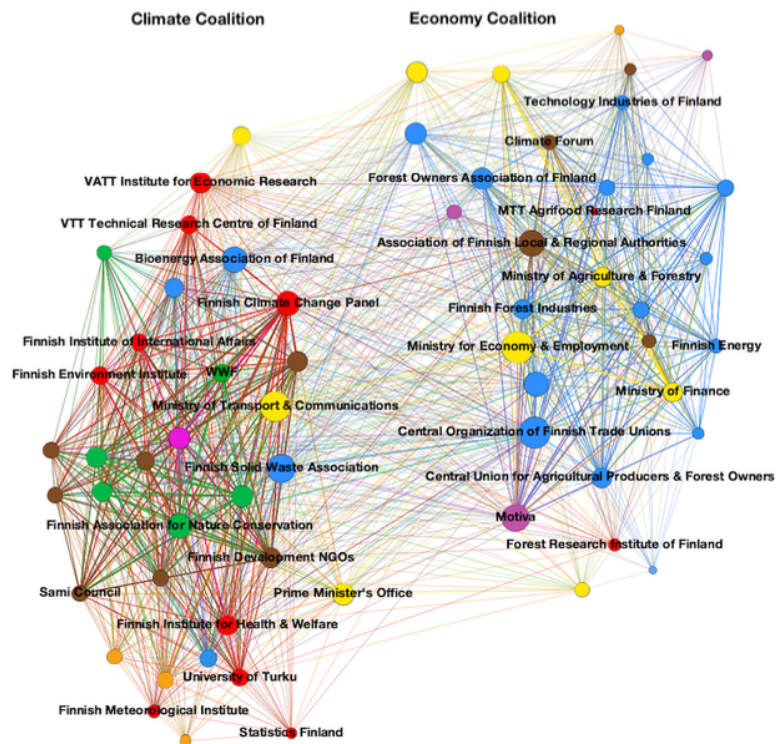 Climate Coalition
Economy Coalition
Technology Industries of Finland
Climate Forum
VATT Institute for Economic Research
Forest Owners Association of Finland
MTT Agrifood Research Finland
VTT Technical Research Centre of Finland
Association of Finnish Local & Regional Authorities
Bioenergy Association of Finland
Ministry of Agriculture & Forestry
Finnish Climate Change Panel
Finnish Forest Industries
Finnish Institute of International Affairs
Ministry for Economy & Employment
Finnish Energy
Finnish Environment Institute
WWF
Ministry of Finance
Ministry of Transport & Communications
Central Organization of Finnish Trade Unions
Finnish Solid Waste Association
Central Union for Agricultural Producers & Forest Owners
Motiva
Finnish Association for Nature Conservation
Forest Research Institute of Finland
Finnish Development NGOs
Sami Council
Prime Minister's Office
Finnish Institute for Health & Welfare
University of Turku
Finnish Meteorological Institute
Statistics Finland